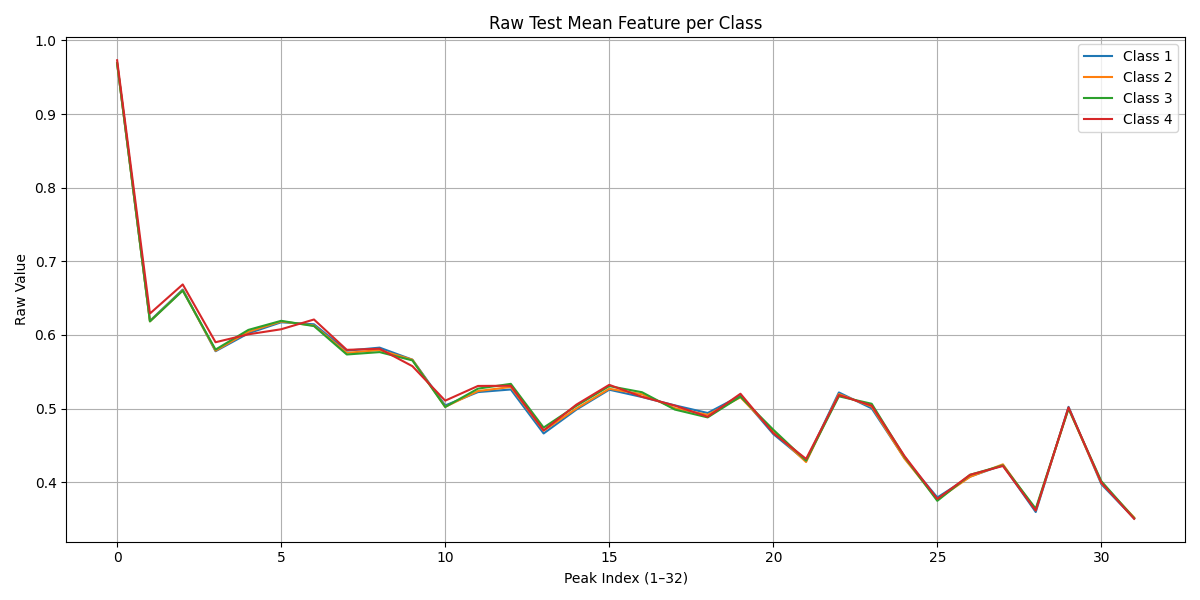 Raw Test Mean Feature per Class
Raw Value
1.0
0.9
0.8
0.7
0.6
0.5
0.4
Class 1
Class 2
Class 3
Class 4
0 5 10 15 20 25 30
Peak Index (1–32)